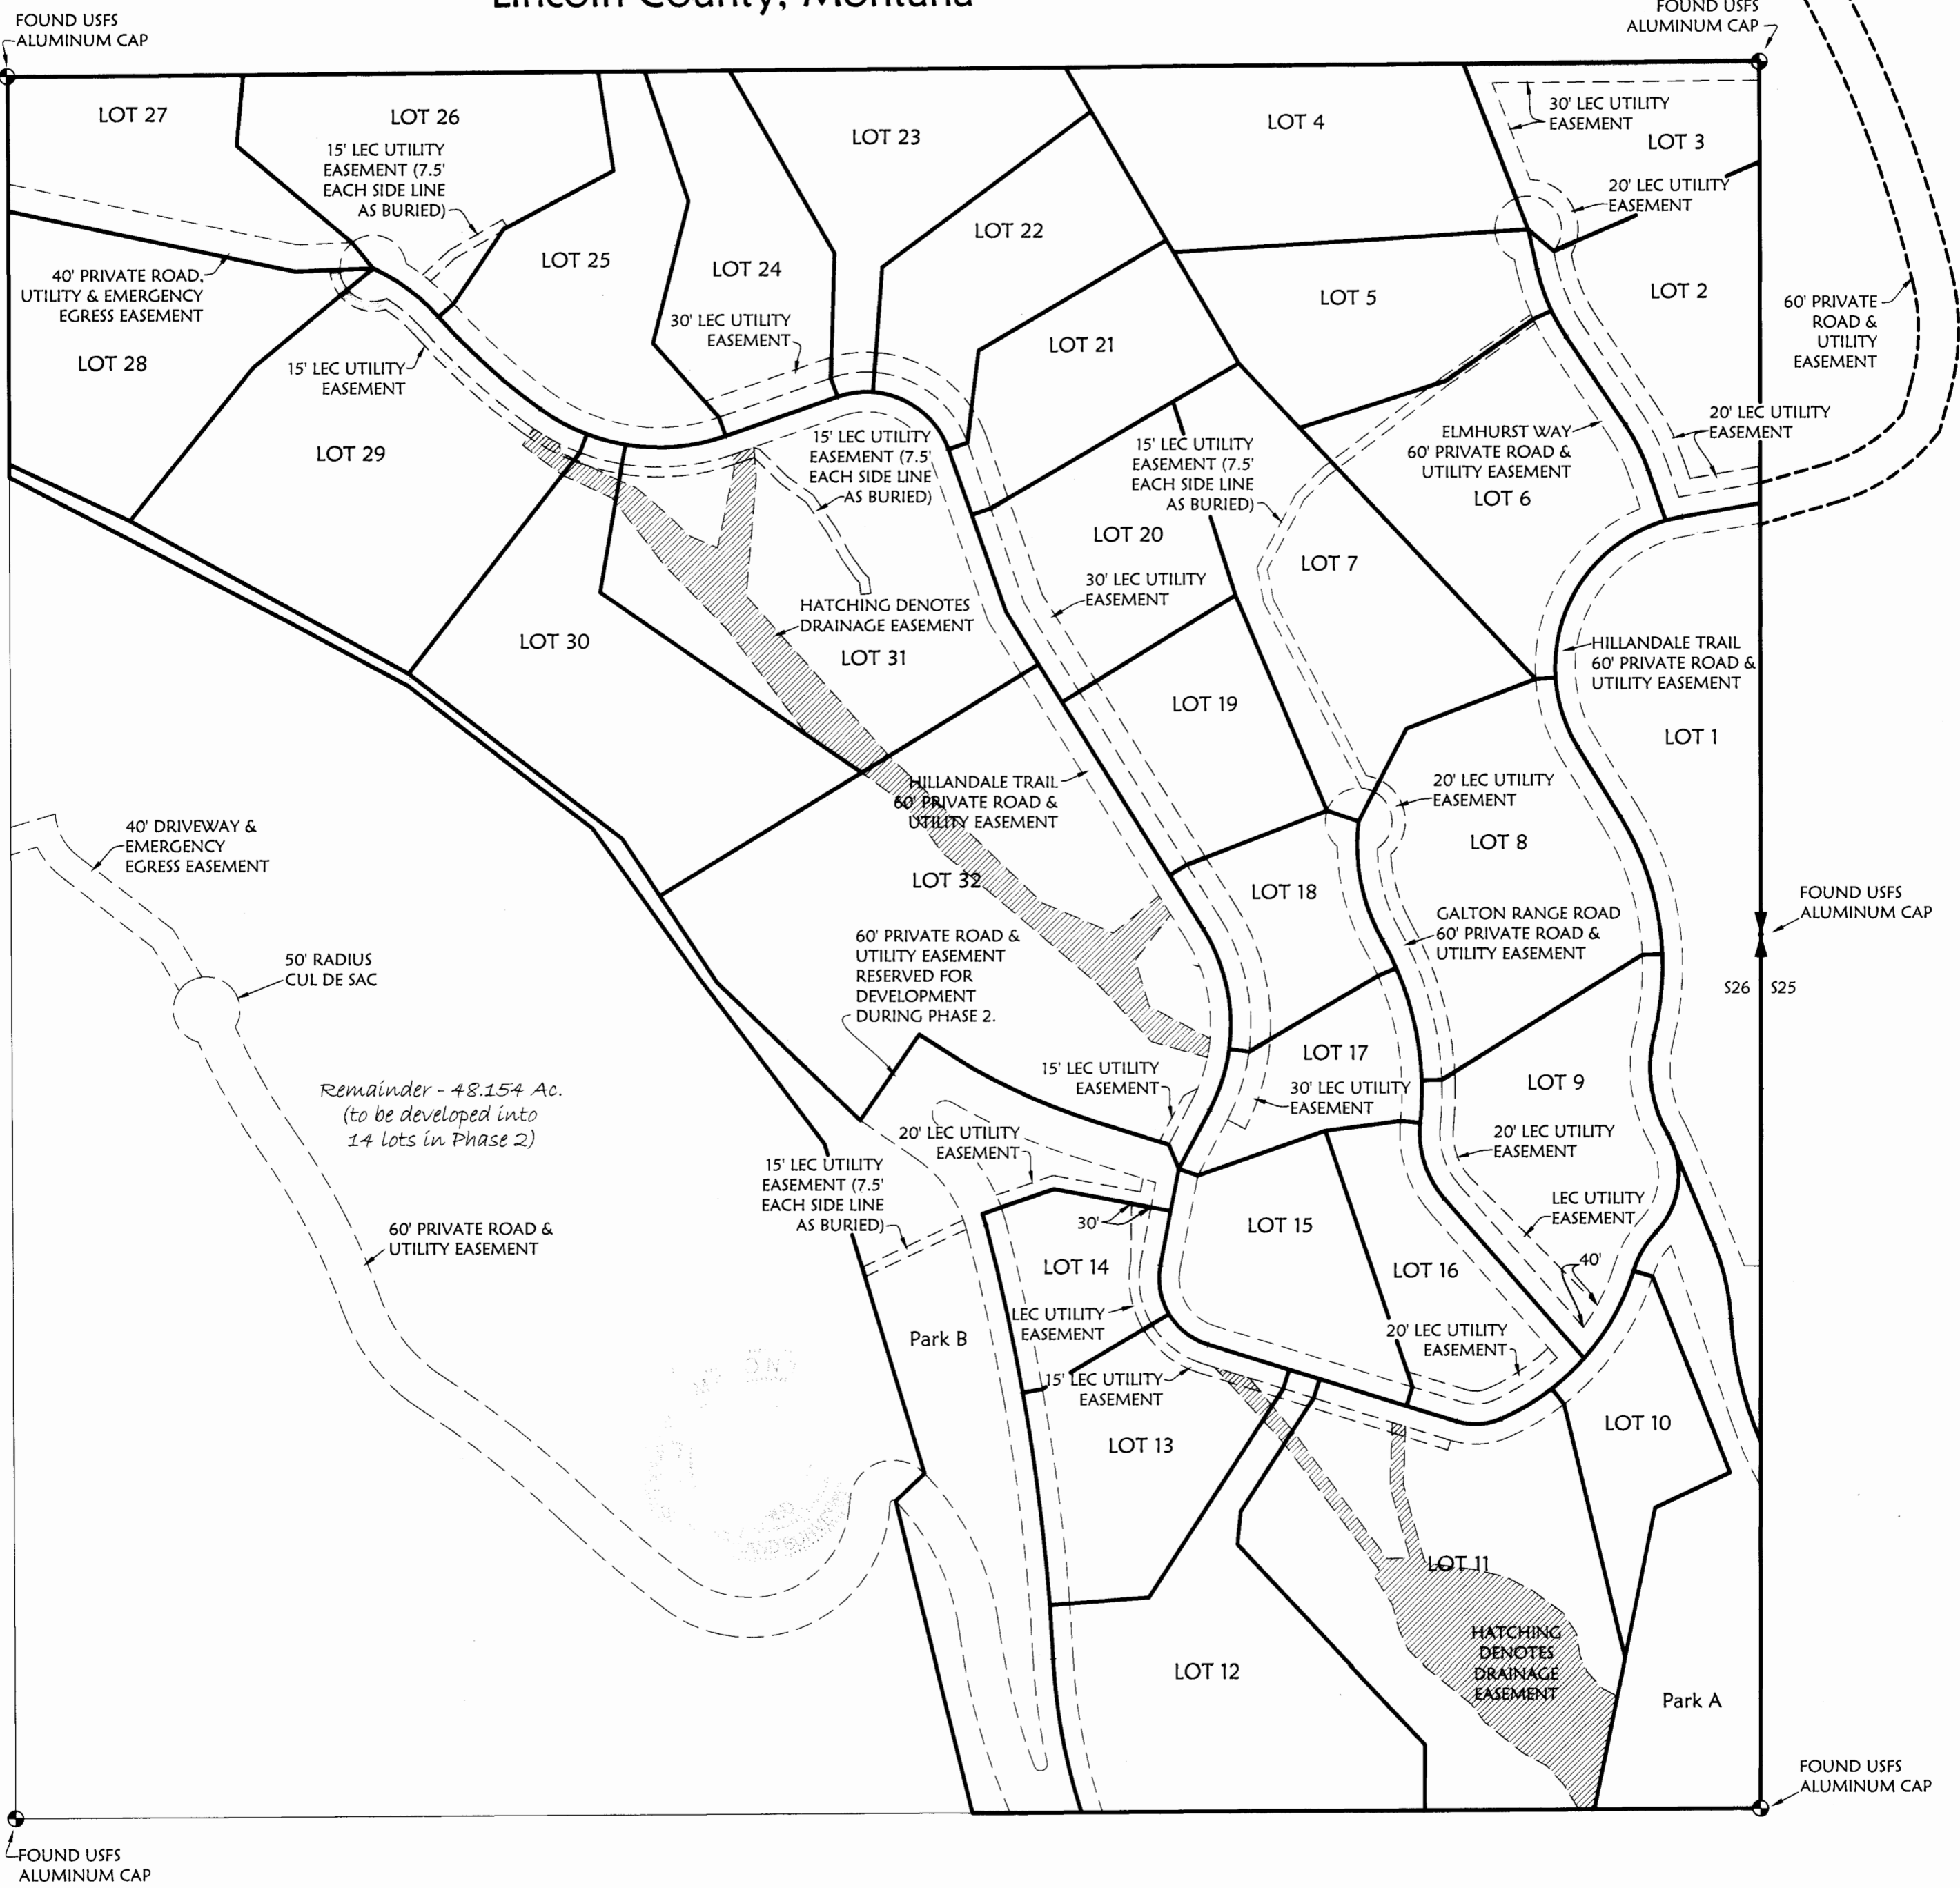 Lincoln County, Montana
FOUND USFS
ALUMINUM CAP
FOUND USFS
ALUMINUM CAP
LOT 27
LOT 26
15' LEC UTILITY
EASEMENT (7.5'
EACH SIDE LINE
AS BURIED)
LOT 23
LOT 4
30' LEC UTILITY
EASEMENT
LOT 3
20' LEC UTILITY
EASEMENT
LOT 22
LOT 25
LOT 24
40' PRIVATE ROAD,
UTILITY & EMERGENCY
EGRESS EASEMENT
LOT 5
LOT 2
60' PRIVATE
ROAD &
UTILITY
EASEMENT
30' LEC UTILITY
EASEMENT
LOT 21
LOT 28
15' LEC UTILITY
EASEMENT
20' LEC UTILITY
EASEMENT
LOT 29
15' LEC UTILITY
EASEMENT (7.5'
EACH SIDE LINE
AS BURIED)
15' LEC UTILITY
EASEMENT (7.5'
EACH SIDE LINE
AS BURIED)
ELMHURST WAY
60' PRIVATE ROAD &
UTILITY EASEMENT
LOT 6
LOT 20
LOT 7
30' LEC UTILITY
EASEMENT
HATCHING DENOTES
DRAINAGE EASEMENT
LOT 30
LOT 31
HILLANDALE TRAIL
60' PRIVATE ROAD &
UTILITY EASEMENT
LOT 19
LOT 1
HILLANDALE TRAIL
60' PRIVATE ROAD &
UTILITY EASEMENT
20' LEC UTILITY
EASEMENT
40' DRIVEWAY &
EMERGENCY
EGRESS EASEMENT
LOT 8
LOT 32
LOT 18
FOUND USFS
ALUMINUM CAP
GALTON RANGE ROAD
60' PRIVATE ROAD &
UTILITY EASEMENT
60' PRIVATE ROAD &
UTILITY EASEMENT
RESERVED FOR
DEVELOPMENT
DURING PHASE 2.
50' RADIUS
CUL DE SAC
S26 S25
LOT 17
15' LEC UTILITY
EASEMENT
30' LEC UTILITY
EASEMENT
LOT 9
Remainder - 48.154 Ac.
(to be developed into
14 lots in Phase 2)
20' LEC UTILITY
EASEMENT
20' LEC UTILITY
EASEMENT
15' LEC UTILITY
EASEMENT (7.5'
EACH SIDE LINE
AS BURIED)
LEC UTILITY
EASEMENT
30'
LOT 15
60' PRIVATE ROAD &
UTILITY EASEMENT
40'
LOT 14
LOT 16
LEC UTILITY
EASEMENT
Park B
20' LEC UTILITY
EASEMENT
15' LEC UTILITY
EASEMENT
LOT 10
LOT 13
LOT 11
HATCHING
DENOTES
DRAINAGE
EASEMENT
LOT 12
Park A
FOUND USFS
ALUMINUM CAP
FOUND USFS
ALUMINUM CAP